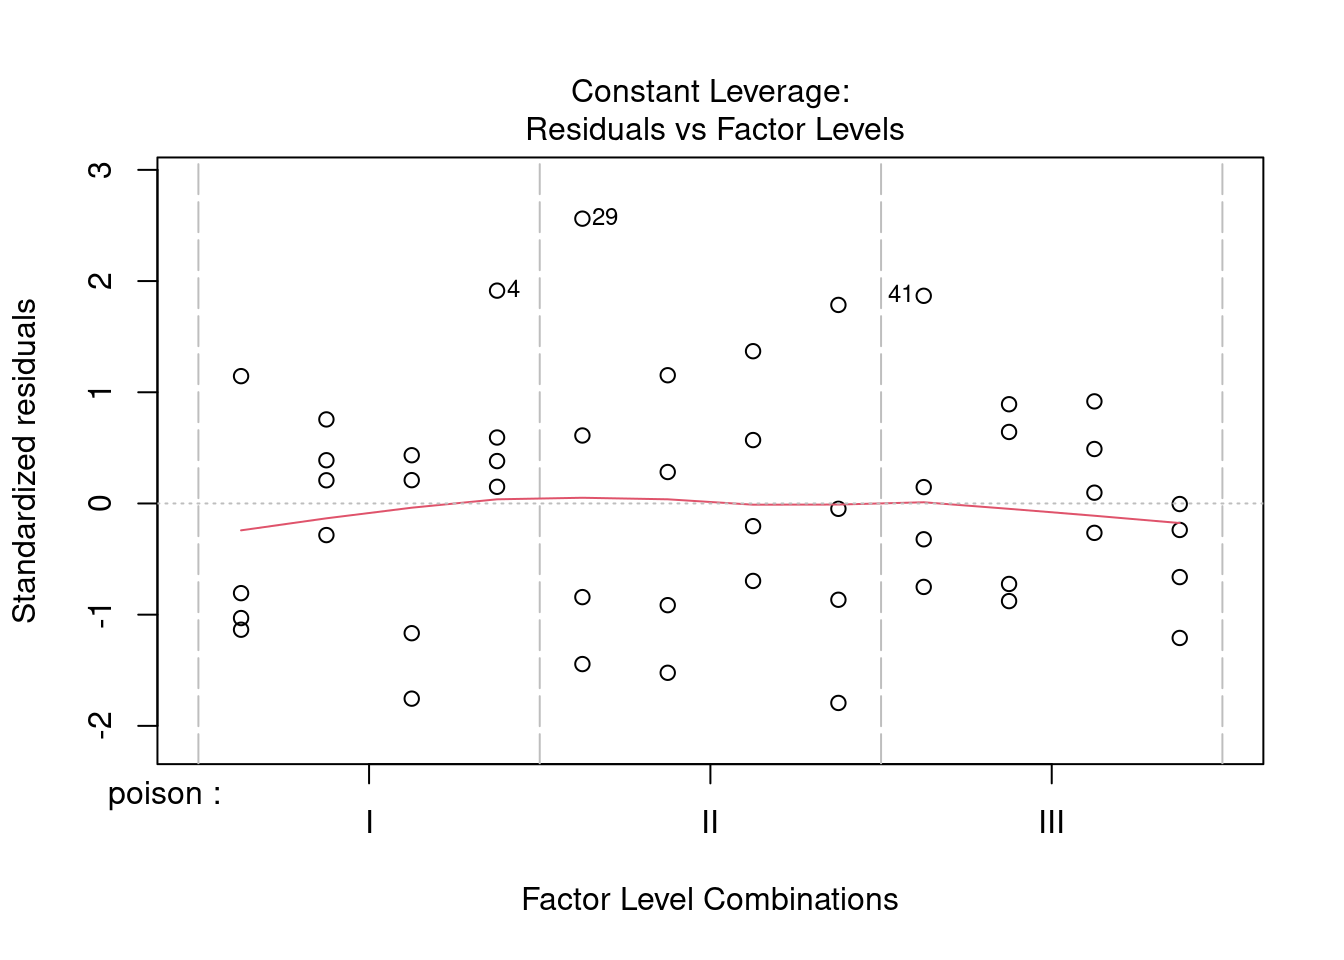 Constant Leverage:
Residuals vs Factor Levels
Standardized residuals
3
2
1
0
-1
-2
29
4
41
poison :
I
II
III
Factor Level Combinations